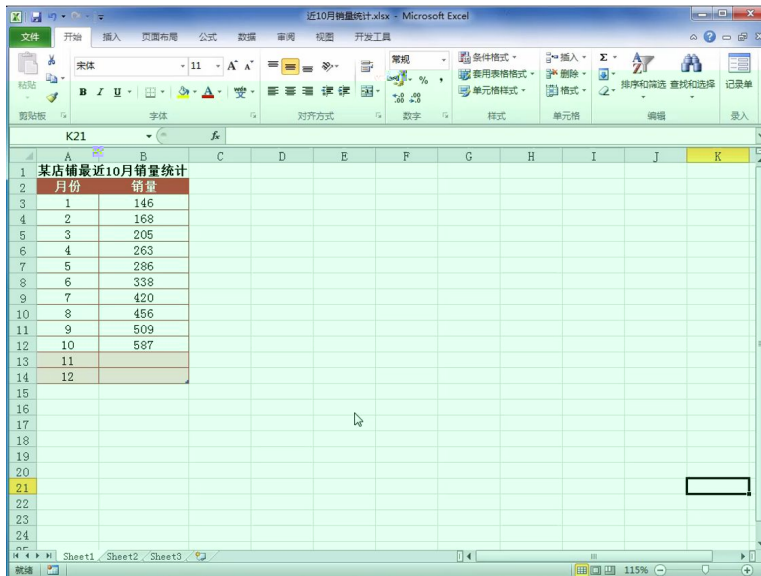 近10月销量统计.xlsx - Microsoft Excel
文件 开始 插入 页面布局 公式 数据 审阅 视图 开发工具
宋体 11 A A 常规 条件格式 插入 Σ
粘贴 B I U A 变 % , 套用表格格式 删除 排序和筛选 查找和选择 记录单
.00 .00 单元格样式 格式
剪贴板 字体 对齐方式 数字 样式 单元格 编辑 录入
K21 fx
A B C D E F G H I J K
1 某店铺最近10月销量统计
2 月份 销量
3 1 146
4 2 168
5 3 205
6 4 263
7 5 286
8 6 338
9 7 420
10 8 456
11 9 509
12 10 587
13 11
14 12
15
16
17
18
19
20
21
22
23
24
Sheet1 Sheet2 Sheet3
就绪 115%